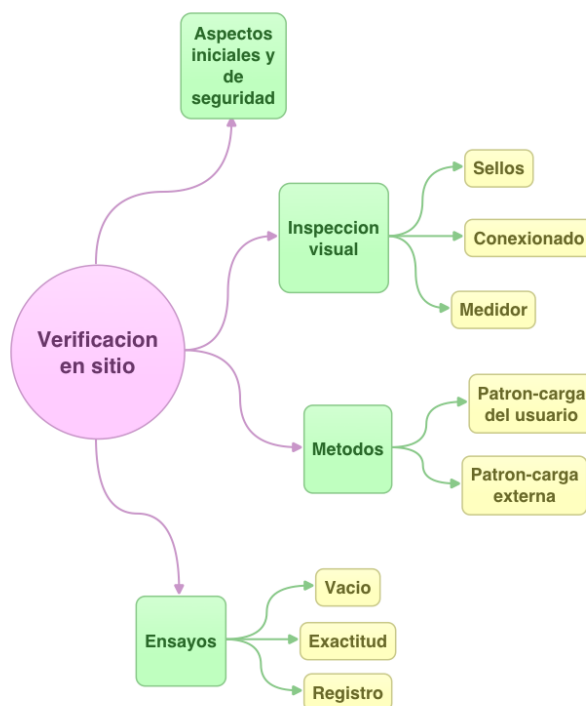 Aspectos
iniciales y
de
seguridad
Sellos
Inspeccion
visual
Conexionado
Medidor
Verificacion
en sitio
Patron-carga
del usuario
Metodos
Patron-carga
externa
Vacio
Ensayos
Exactitud
Registro